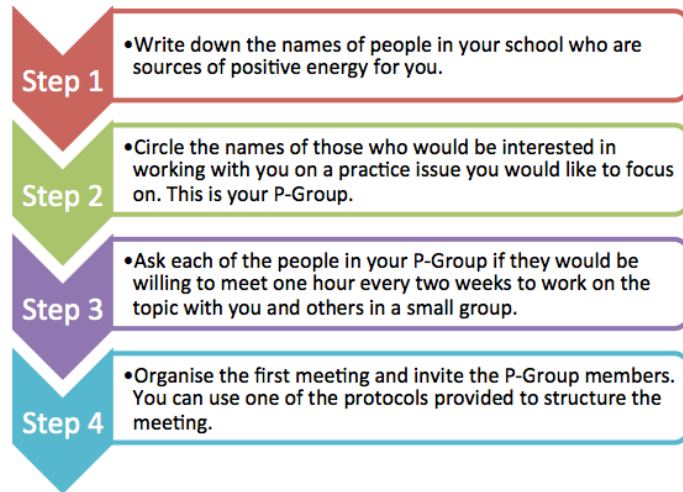 Step 1
•Write down the names of people in your school who are
sources of positive energy for you.
Step 2
•Circle the names of those who would be interested in
working with you on a practice issue you would like to focus
on. This is your P-Group.
Step 3
•Ask each of the people in your P-Group if they would be
willing to meet one hour every two weeks to work on the
topic with you and others in a small group.
Step 4
•Organise the first meeting and invite the P-Group members.
You can use one of the protocols provided to structure the
meeting.